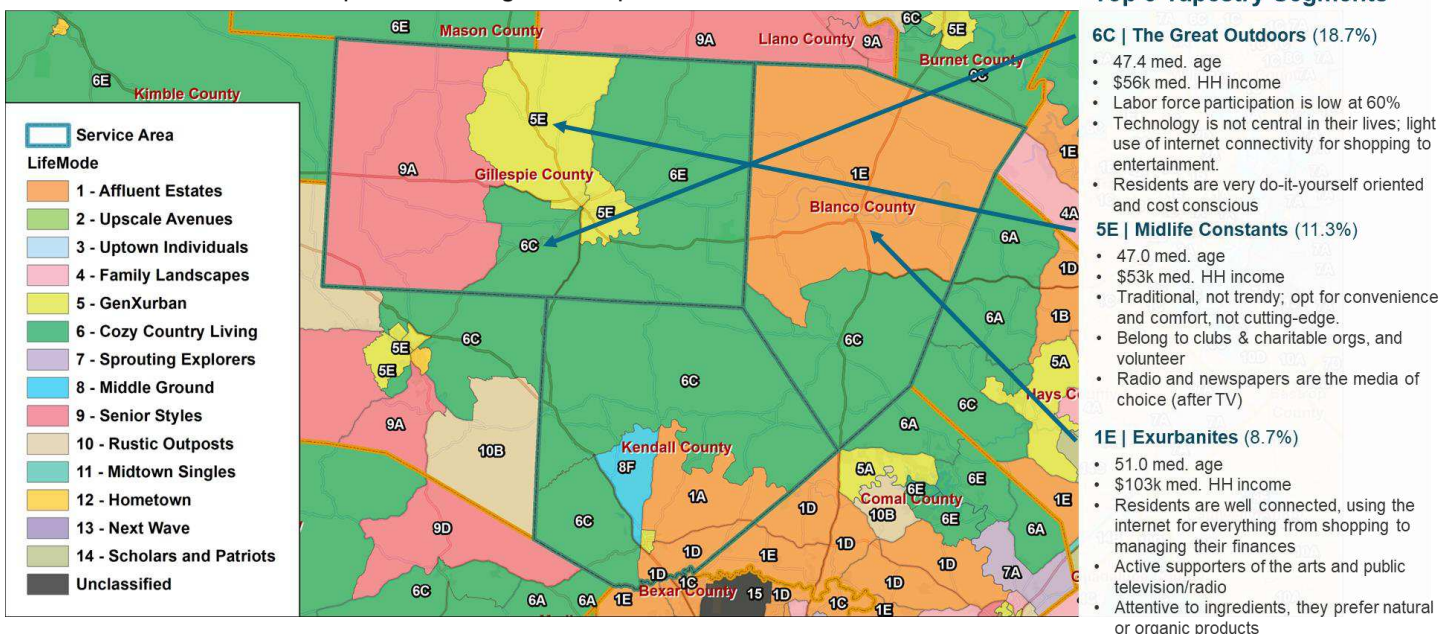 6C | The Great Outdoors (18.7%)
• 47.4 med. age
• $56k med. HH income
• Labor force participation is low at 60%
• Technology is not central in their lives; light
use of internet connectivity for shopping to
entertainment.
• Residents are very do-it-yourself oriented
and cost conscious
5E | Midlife Constants (11.3%)
• 47.0 med. age
• $53k med. HH income
• Traditional, not trendy; opt for convenience
and comfort, not cutting-edge.
• Belong to clubs & charitable orgs, and
volunteer
• Radio and newspapers are the media of
choice (after TV)
1E | Exurbanites (8.7%)
• 51.0 med. age
• $103k med. HH income
• Residents are well connected, using the
internet for everything from shopping to
managing their finances
• Active supporters of the arts and public
television/radio
• Attentive to ingredients, they prefer natural
or organic products
Service Area
LifeMode
1 - Affluent Estates
2 - Upscale Avenues
3 - Uptown Individuals
4 - Family Landscapes
5 - GenXurban
6 - Cozy Country Living
7 - Sprouting Explorers
8 - Middle Ground
9 - Senior Styles
10 - Rustic Outposts
11 - Midtown Singles
12 - Hometown
13 - Next Wave
14 - Scholars and Patriots
Unclassified
6E
Mason County
9A
Llano County
9A
6C
5E
Burnet County
6E
Kimble County
5E
9A
Gillespie County
6E
5E
6C
1E
Blanco County
1E
4A
6A
1D
6A
1B
5A
6C
5E
5E
6C
6C
9A
10B
Kendall County
8F
1A
6C
6A
5A
6E
Comal County
10B
6E
6E
1E
6A
9D
6C
1D
1D
1E
1D
1D
1D
7A
1D
1C
Bexar County
15
1D
1C
1E
6C
6A
6A
1E